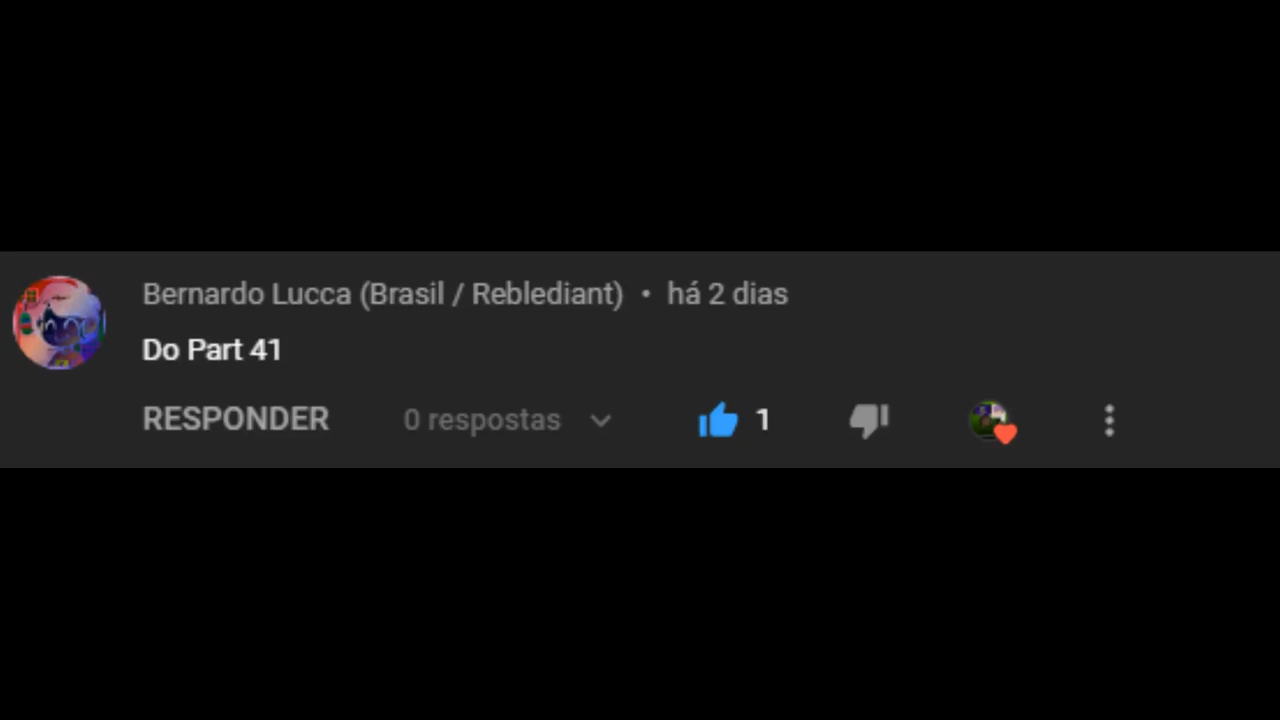 Bernardo Lucca (Brasil / Reblediant) • há 2 dias
Do Part 41
RESPONDER 0 respostas 1